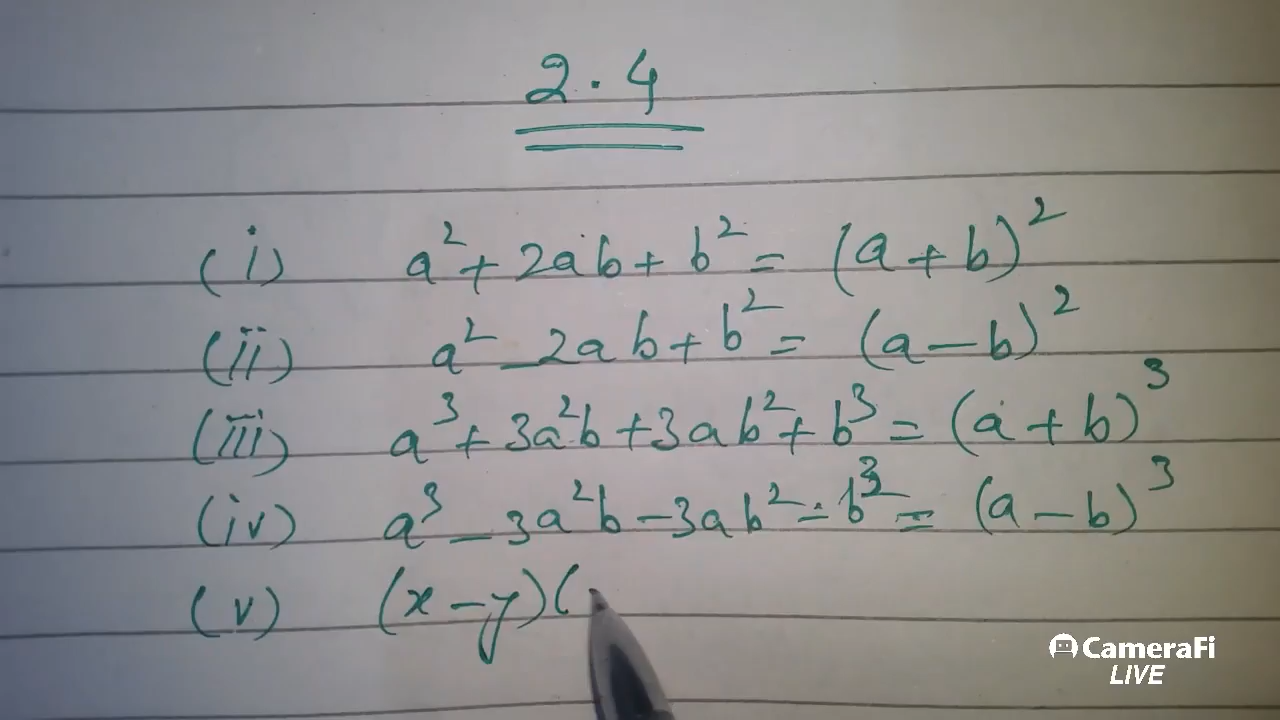 2.4
(i) a² + 2ab + b² = (a + b)²
(ii) a² - 2ab + b² = (a - b)²
(iii) a³ + 3a²b + 3ab² + b³ = (a + b)³
(iv) a³ - 3a²b - 3ab² - b³ = (a - b)³
(v) (x - y)(
CameraFi
LIVE